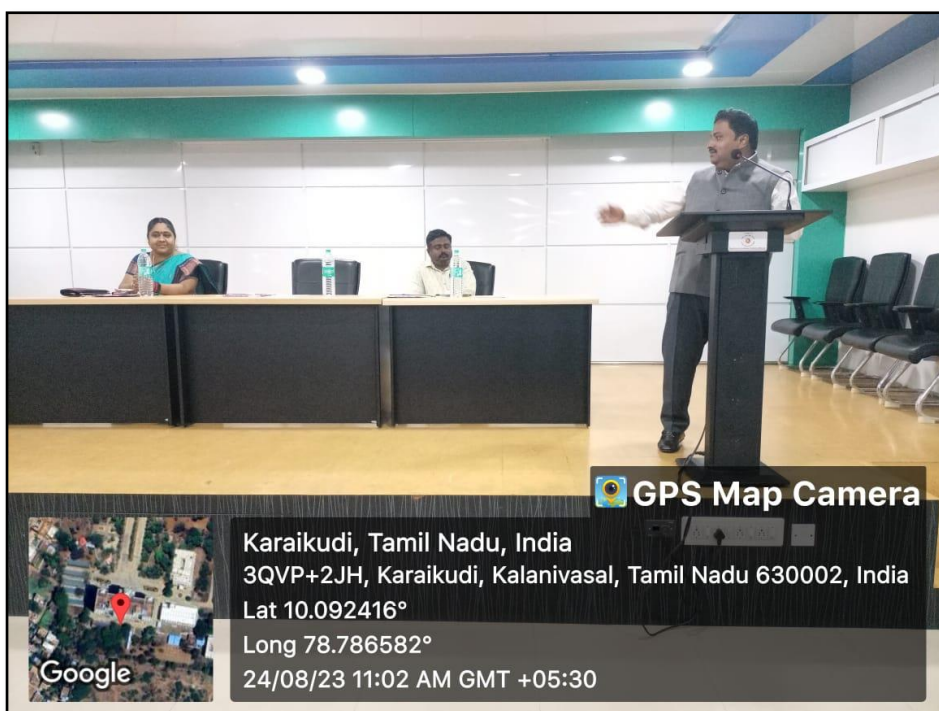 GPS Map Camera
Karaikudi, Tamil Nadu, India
3QVP+2JH, Karaikudi, Kalanivasal, Tamil Nadu 630002, India
Lat 10.092416°
Long 78.786582°
24/08/23 11:02 AM GMT +05:30
Google